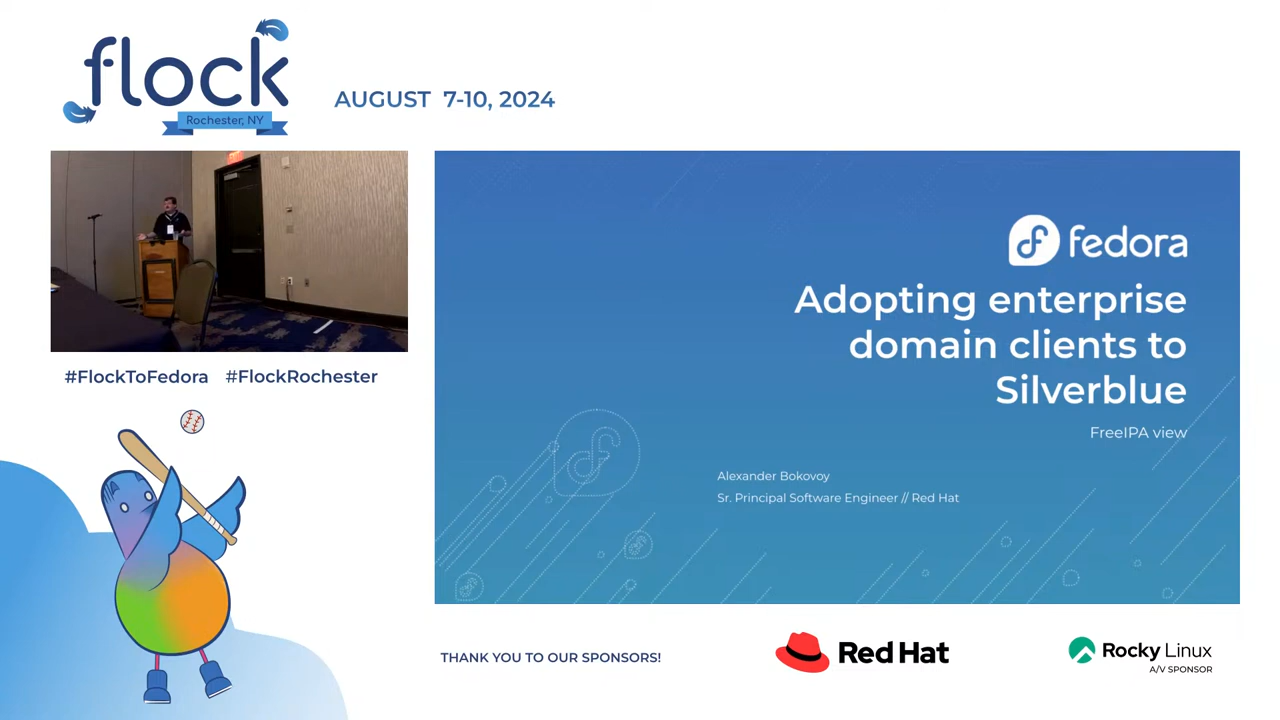 flock
Rochester, NY
AUGUST 7-10, 2024
#FlockToFedora #FlockRochester
fedora
Adopting enterprise
domain clients to
Silverblue
FreeIPA view
Alexander Bokovoy
Sr. Principal Software Engineer // Red Hat
THANK YOU TO OUR SPONSORS!
Red Hat
Rocky Linux
A/V SPONSOR